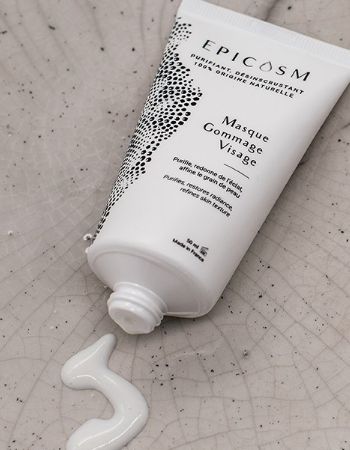 EPICOSM
PURIFIANT, DÉSINCRUSTANT
100% ORIGINE NATURELLE
Masque
Gommage
Visage
Purifie, redonne de l'éclat,
affine le grain de peau
Purifies, restores radiance,
refines skin texture
50 ml
Made in France